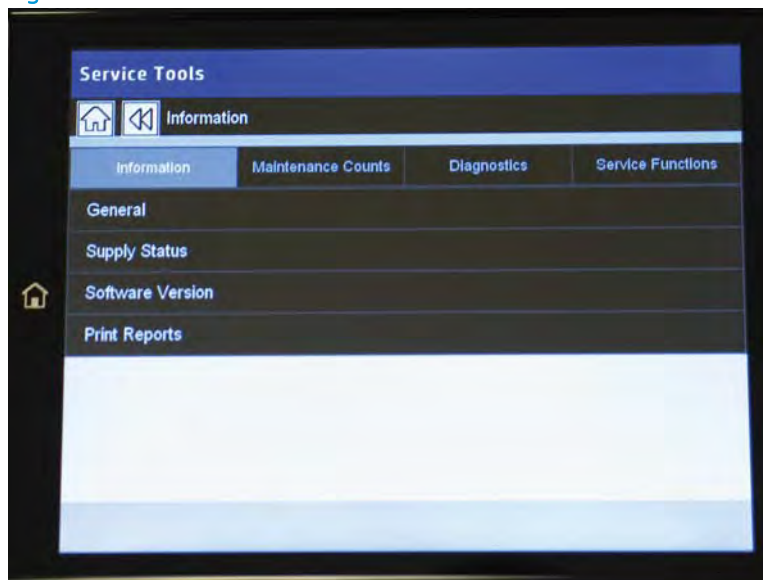 Service Tools
Information
Information Maintenance Counts Diagnostics Service Functions
General
Supply Status
Software Version
Print Reports